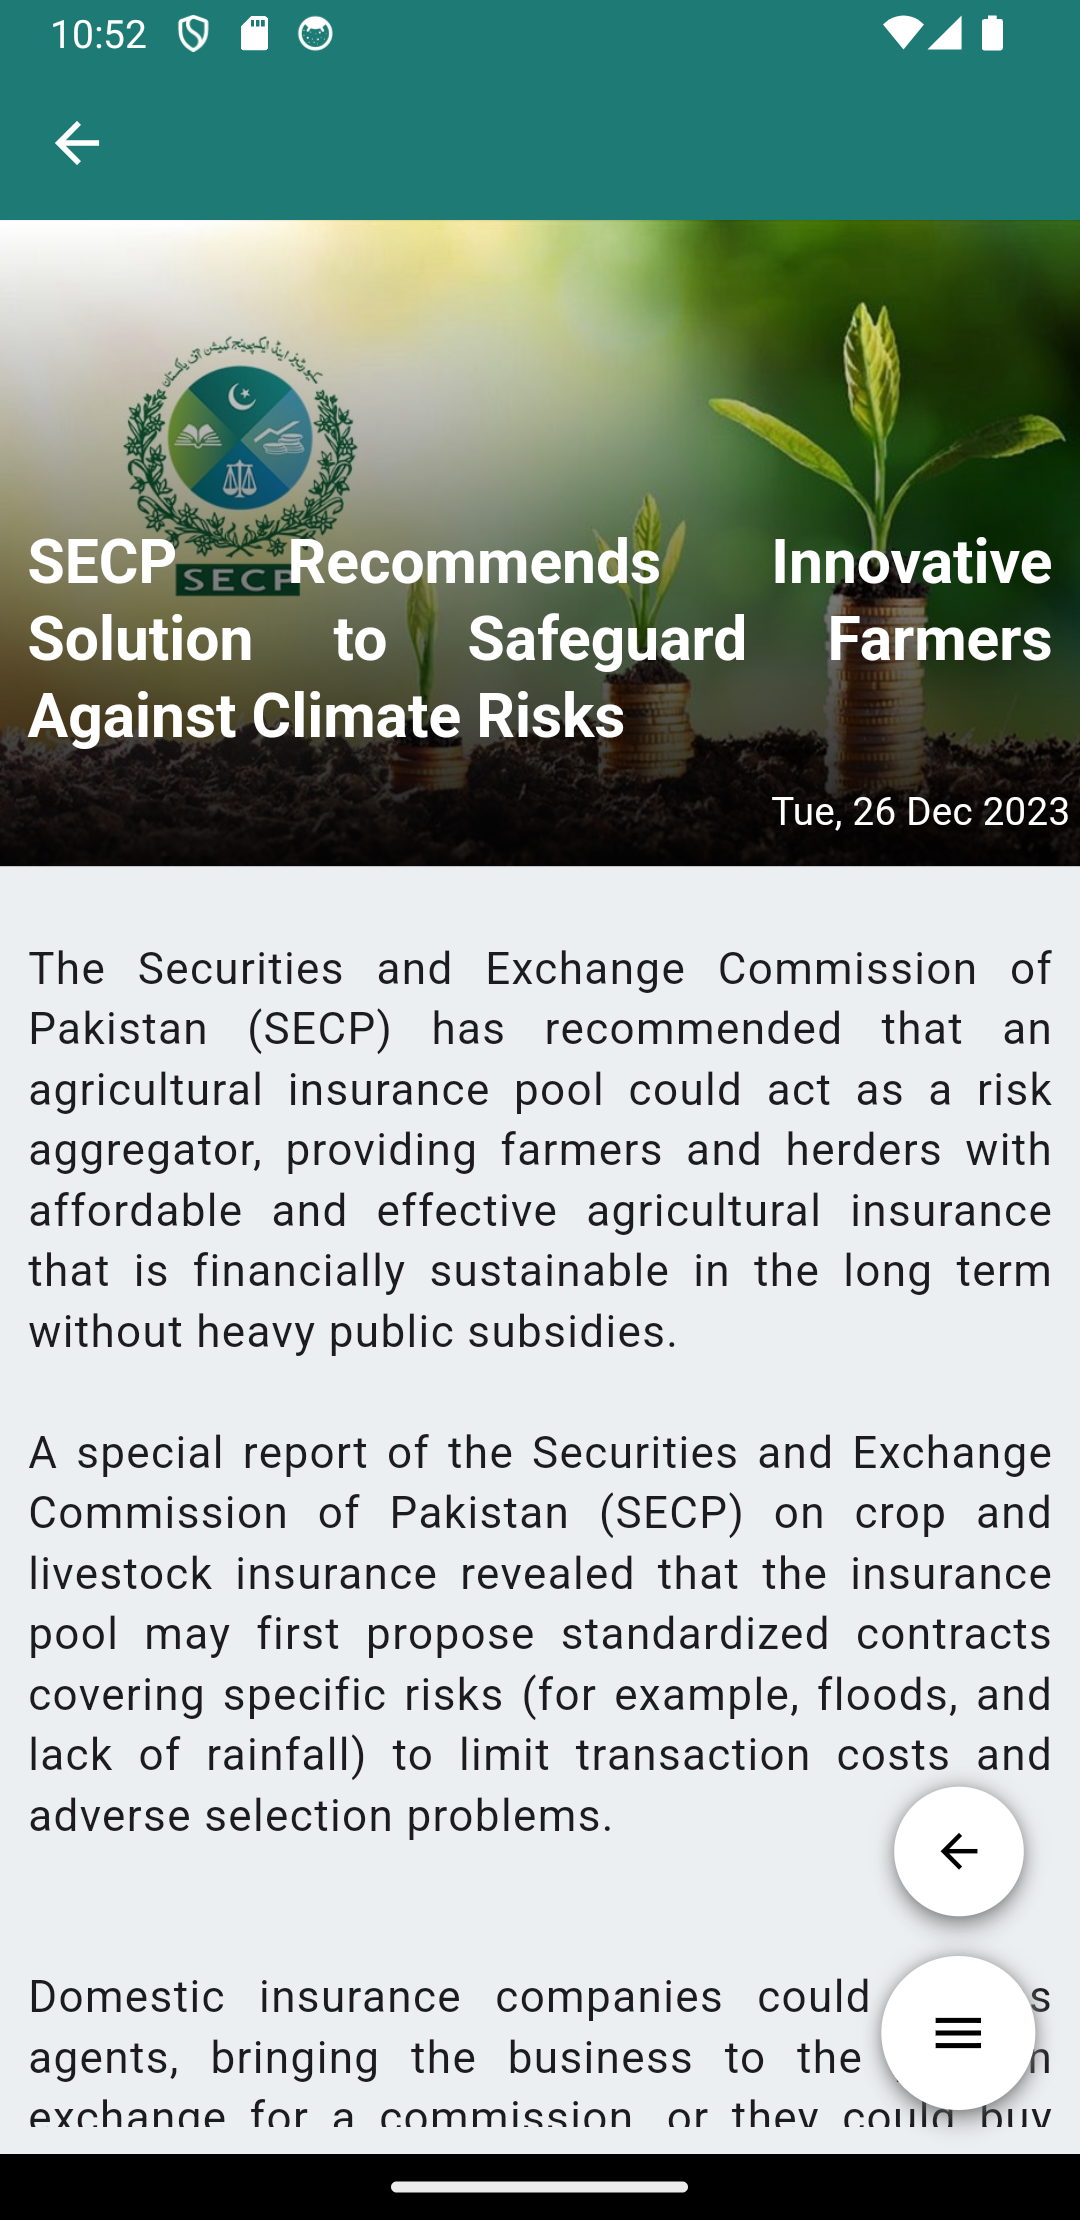 10:52
سیکورٹیز اینڈ ایکسچینج کمیشن آف پاکستان
SECP
SECP Recommends Innovative
Solution to Safeguard Farmers
Against Climate Risks
Tue, 26 Dec 2023
The Securities and Exchange Commission of
Pakistan (SECP) has recommended that an
agricultural insurance pool could act as a risk
aggregator, providing farmers and herders with
affordable and effective agricultural insurance
that is financially sustainable in the long term
without heavy public subsidies.
A special report of the Securities and Exchange
Commission of Pakistan (SECP) on crop and
livestock insurance revealed that the insurance
pool may first propose standardized contracts
covering specific risks (for example, floods, and
lack of rainfall) to limit transaction costs and
adverse selection problems.
Domestic insurance companies could
agents, bringing the business to the
exchange for a commission, or they could buy